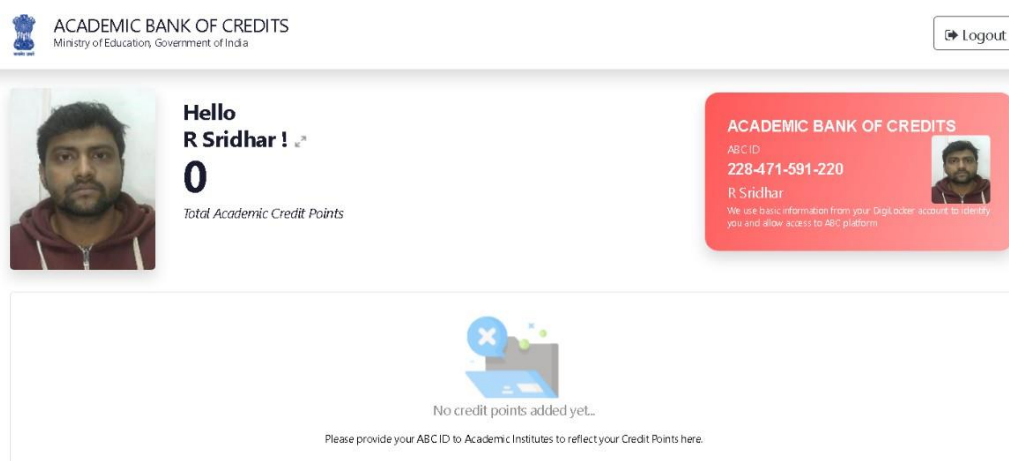 ACADEMIC BANK OF CREDITS
Ministry of Education, Government of India
Logout
Hello
R Sridhar !
0
Total Academic Credit Points
ACADEMIC BANK OF CREDITS
ABC ID
228-471-591-220
R Sridhar
We use basic information from your DigiLocker account to identify
you and allow access to ABC platform
No credit points added yet...
Please provide your ABC ID to Academic Institutes to reflect your Credit Points here.